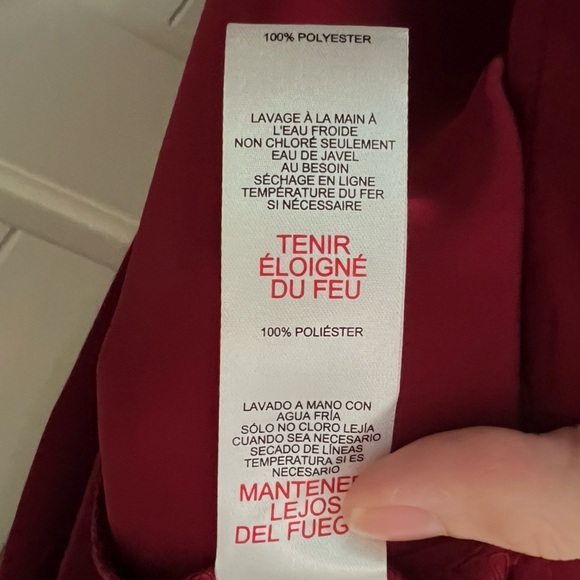 100% POLYESTER
LAVAGE À LA MAIN À
L'EAU FROIDE
NON CHLORÉ SEULEMENT
EAU DE JAVEL
AU BESOIN
SÉCHAGE EN LIGNE
TEMPÉRATURE DU FER
SI NÉCESSAIRE
TENIR
ÉLOIGNÉ
DU FEU
100% POLIÉSTER
LAVADO A MANO CON
AGUA FRÍA
SÓLO NO CLORO LEJÍA
CUANDO SEA NECESARIO
SECADO DE LÍNEAS
TEMPERATURA SI ES
NECESARIO
LEJOS
DEL